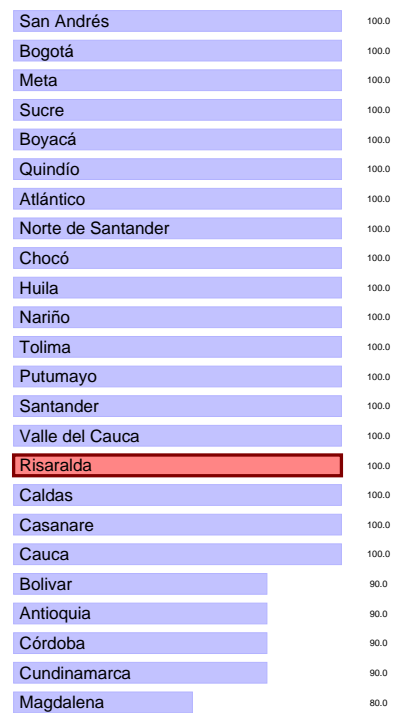 San Andrés 100.0
Bogotá 100.0
Meta 100.0
Sucre 100.0
Boyacá 100.0
Quindío 100.0
Atlántico 100.0
Norte de Santander 100.0
Chocó 100.0
Huila 100.0
Nariño 100.0
Tolima 100.0
Putumayo 100.0
Santander 100.0
Valle del Cauca 100.0
Risaralda 100.0
Caldas 100.0
Casanare 100.0
Cauca 100.0
Bolivar 90.0
Antioquia 90.0
Córdoba 90.0
Cundinamarca 90.0
Magdalena 80.0